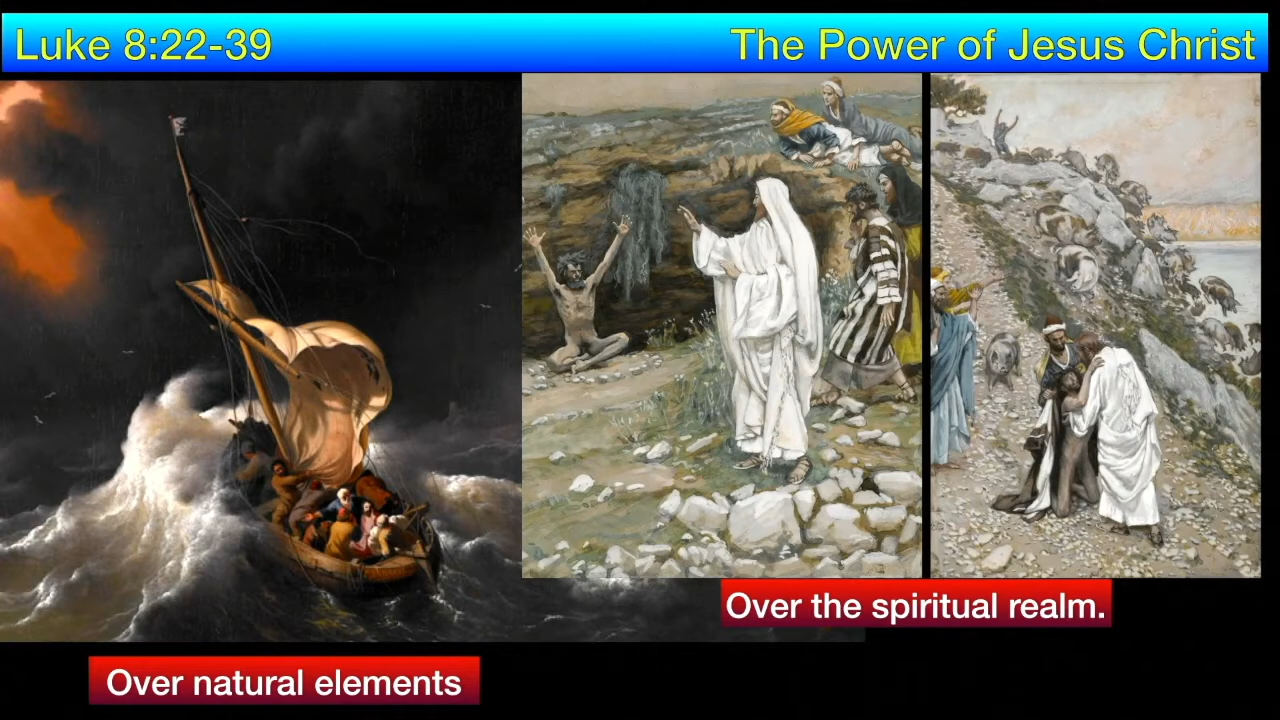 Luke 8:22-39
The Power of Jesus Christ
Over the spiritual realm.
Over natural elements